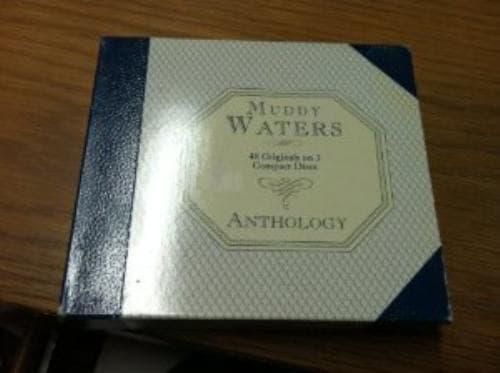 MUDDY
WATERS
48 Originals on 3
Compact Discs
ANTHOLOGY